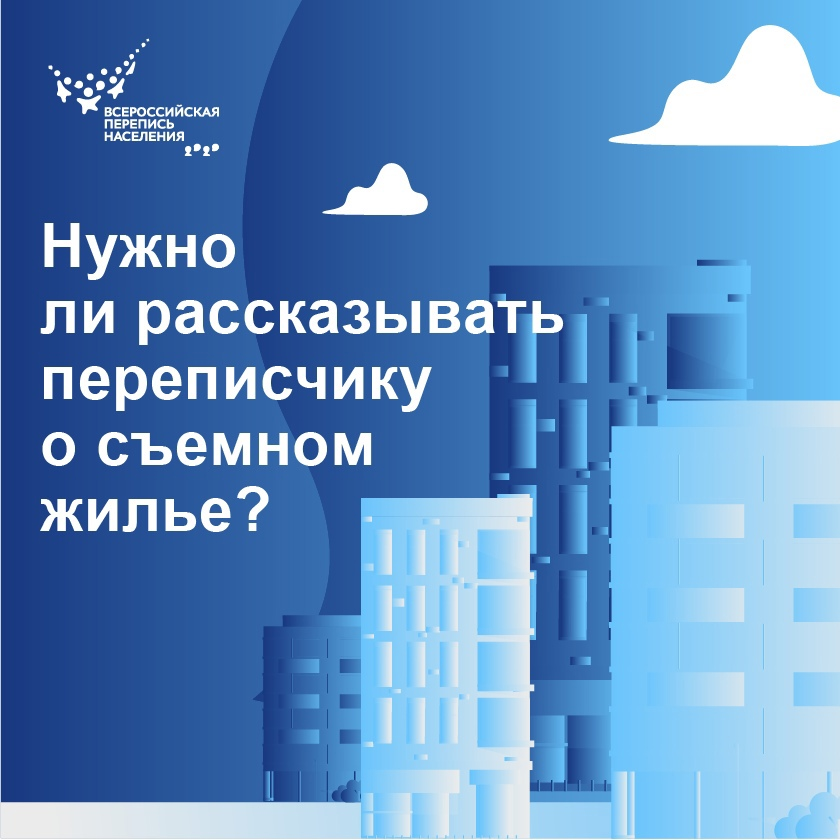 ВСЕРОССИЙСКАЯ
ПЕРЕПИСЬ
НАСЕЛЕНИЯ
Нужно
ли рассказывать
переписчику
о съемном
жилье?